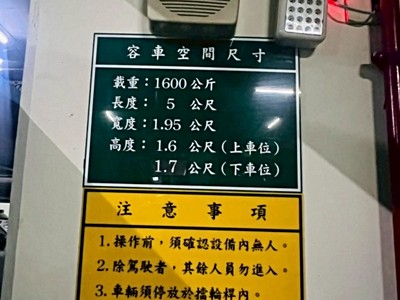 容車空間尺寸
載重：1600 公斤
長度： 5 公尺
寬度：1.95 公尺
高度： 1.6 公尺（上車位）
1.7 公尺（下車位）
注意事項
1. 操作前，須確認設備內無人。
2. 除駕駛者，其餘人員勿進入。
3. 車輛須停放於擋輪桿內。